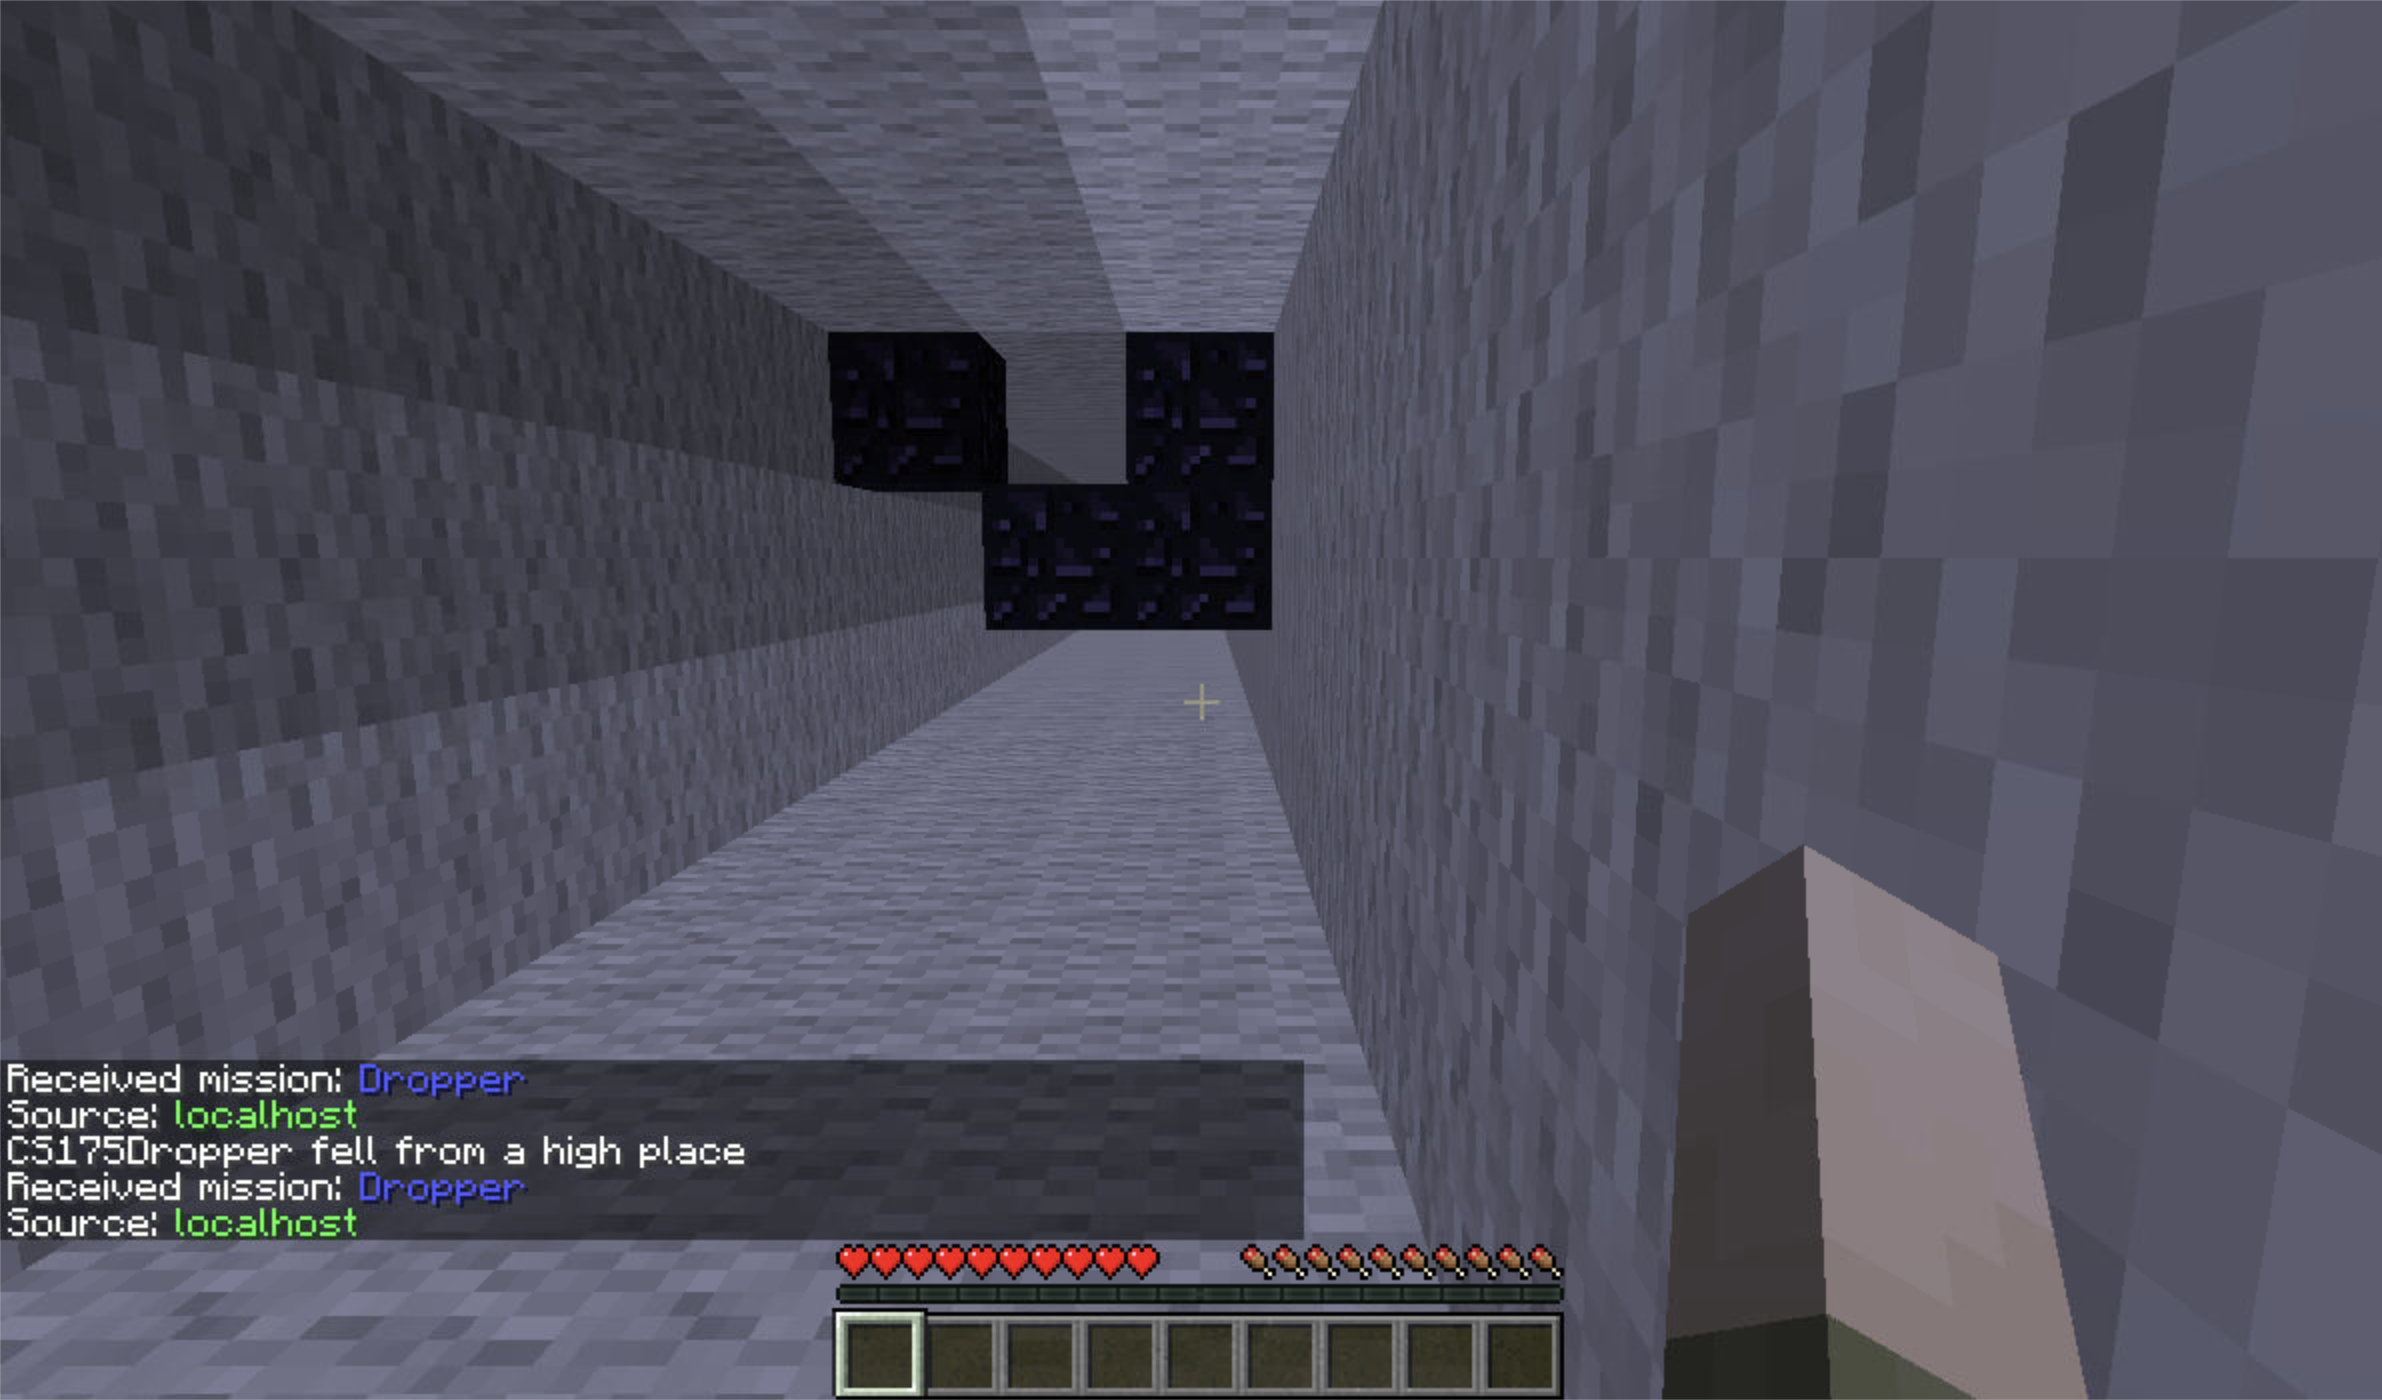 Received mission: Dropper
Source: localhost
CS175Dropper fell from a high place
Received mission: Dropper
Source: localhost